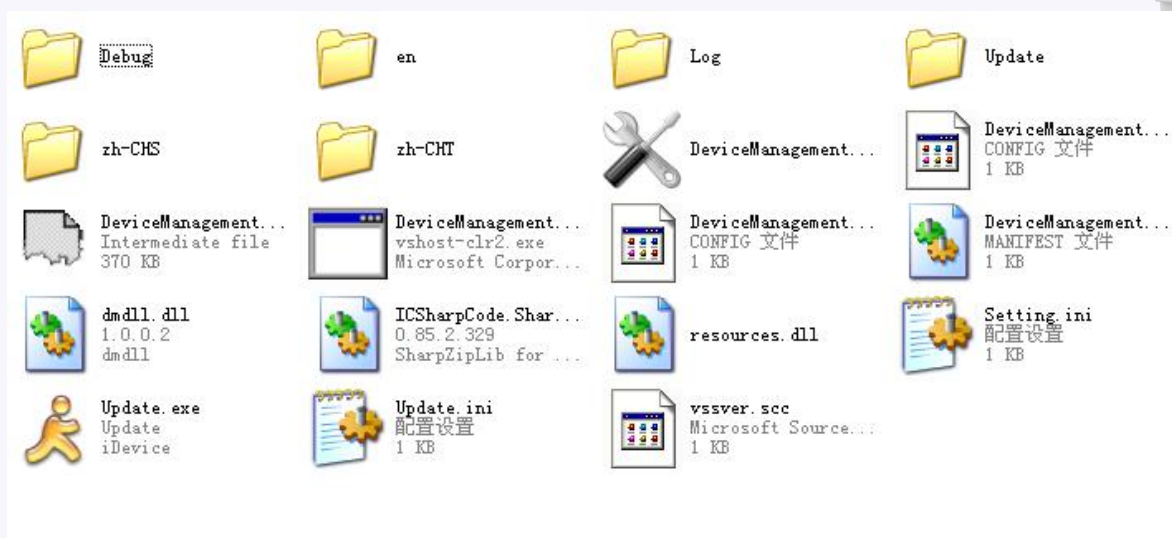 Debug
en
Log
Update
zh-CHS
zh-CHT
DeviceManagement...
DeviceManagement...
CONFIG 文件
1 KB
DeviceManagement...
Intermediate file
370 KB
DeviceManagement...
vshost-clr2.exe
Microsoft Corpor...
DeviceManagement...
CONFIG 文件
1 KB
DeviceManagement...
MANIFEST 文件
1 KB
dmdll.dll
1.0.0.2
dmdll
ICSharpCode.Shar...
0.85.2.329
SharpZipLib for ...
resources.dll
Setting.ini
配置设置
1 KB
Update.exe
Update
iDevice
Update.ini
配置设置
1 KB
vssver.scc
Microsoft Source...
1 KB